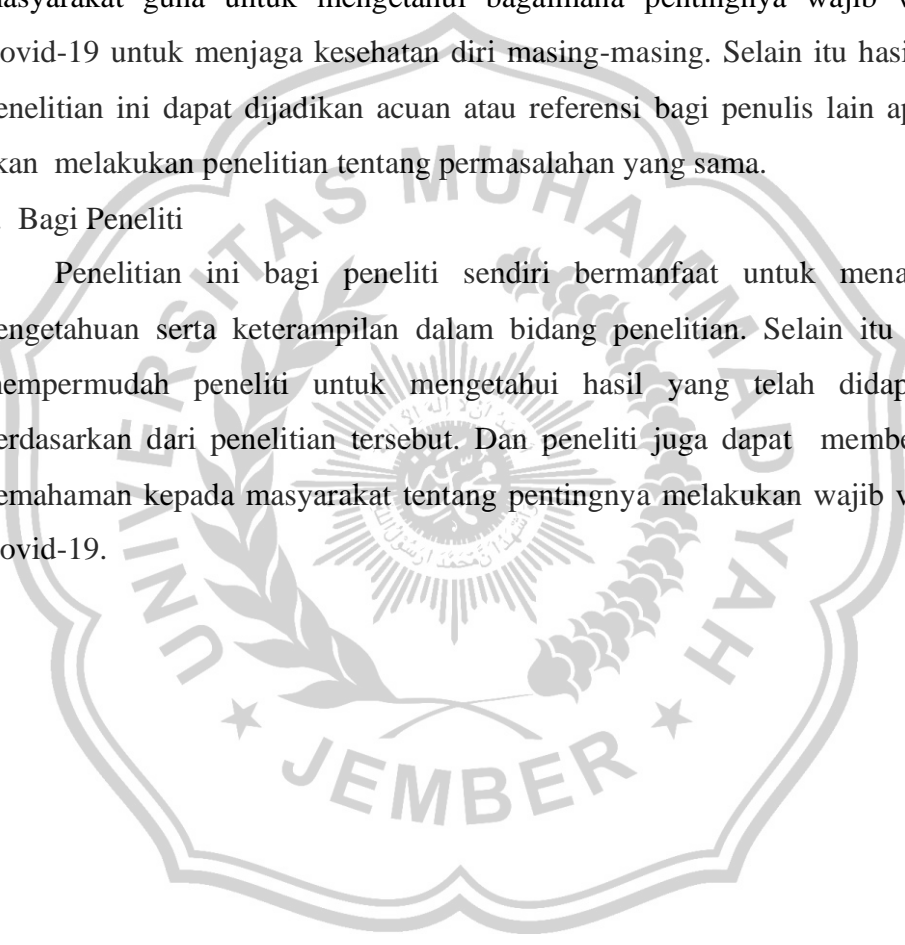 masyarakat guna untuk mengetahui bagaimana pentingnya wajib v
ovid-19 untuk menjaga kesehatan diri masing-masing. Selain itu hasi
enelitian ini dapat dijadikan acuan atau referensi bagi penulis lain ap
kan melakukan penelitian tentang permasalahan yang sama.
. Bagi Peneliti
Penelitian ini bagi peneliti sendiri bermanfaat untuk mena
engetahuan serta keterampilan dalam bidang penelitian. Selain itu
mempermudah peneliti untuk mengetahui hasil yang telah didap
erdasarkan dari penelitian tersebut. Dan peneliti juga dapat membe
emahaman kepada masyarakat tentang pentingnya melakukan wajib v
ovid-19.
UNIVERSITAS MUHAMMADIYAH
JEMBER